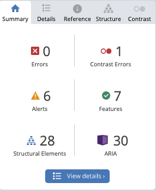 Summary Details Reference Structure Contrast
0 1
Errors Contrast Errors
6 7
Alerts Features
28 30
Structural Elements ARIA
View details ›